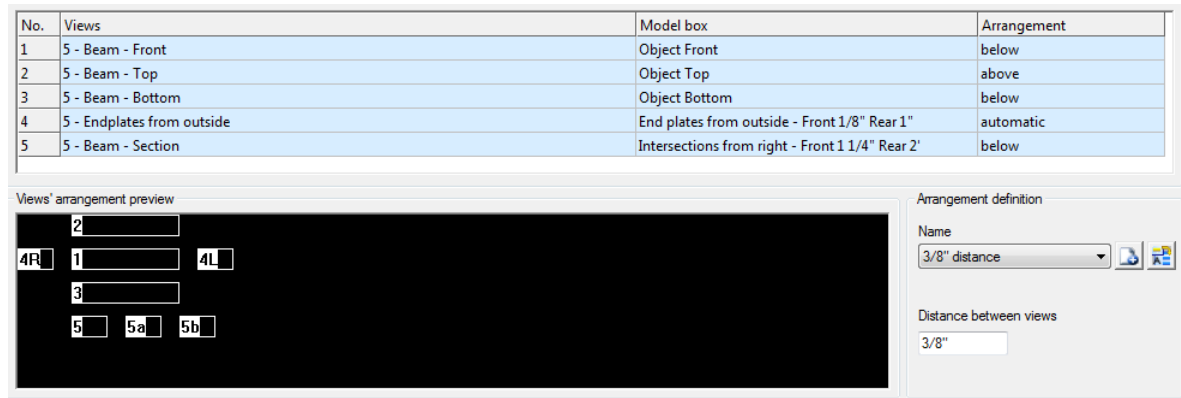 No. Views Model box Arrangement
1 5 - Beam - Front Object Front below
2 5 - Beam - Top Object Top above
3 5 - Beam - Bottom Object Bottom below
4 5 - Endplates from outside End plates from outside - Front 1/8" Rear 1" automatic
5 5 - Beam - Section Intersections from right - Front 1 1/4" Rear 2' below
Views' arrangement preview
2
4R 1 4L
3
5 5a 5b
Arrangement definition
Name
3/8" distance
Distance between views
3/8"